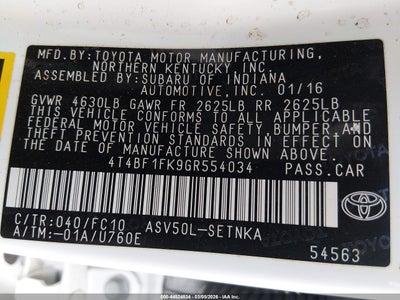 MFD. BY: TOYOTA MOTOR MANUFACTURING,
NORTHERN KENTUCKY INC.
ASSEMBLED BY: SUBARU OF INDIANA
AUTOMOTIVE, INC. 01/16
GVWR 4630LB GAWR FR 2625LB RR 2625LB
THIS VEHICLE CONFORMS TO ALL APPLICABLE
FEDERAL MOTOR VEHICLE SAFETY, BUMPER, AND
THEFT PREVENTION STANDARDS IN EFFECT ON
THE DATE OF MANUFACTURE SHOWN ABOVE.
4T4BF1FK9GR554034 PASS.CAR
C/TR:040/FC10 ASV50L-SETNKA
A/TM:-01A/U760E
TOYOTA
54563